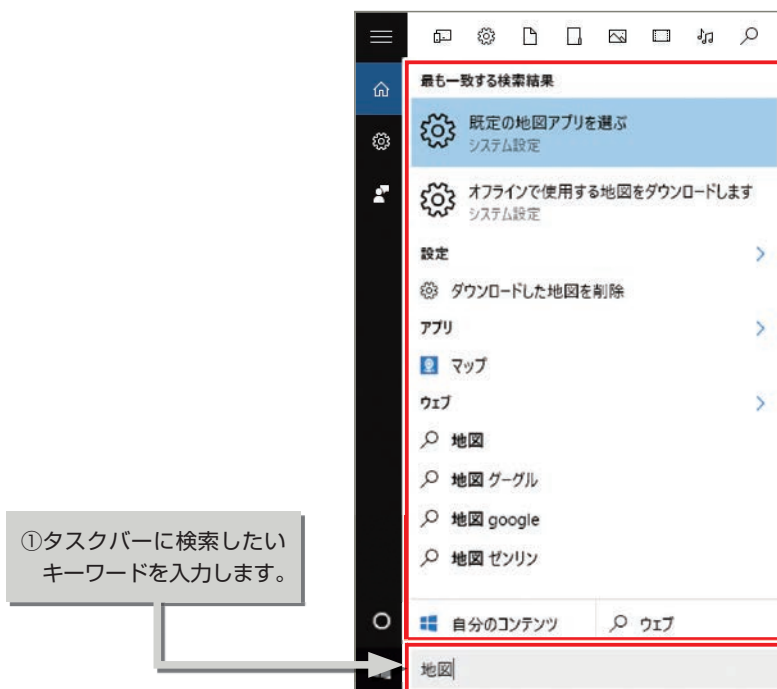 最も一致する検索結果
既定の地図アプリを選ぶ
システム設定
オフラインで使用する地図をダウンロードします
システム設定
設定
ダウンロードした地図を削除
アプリ
マップ
ウェブ
地図
地図 グーグル
地図 google
地図 ゼンリン
①タスクバーに検索したい
キーワードを入力します。
自分のコンテンツ
ウェブ
地図